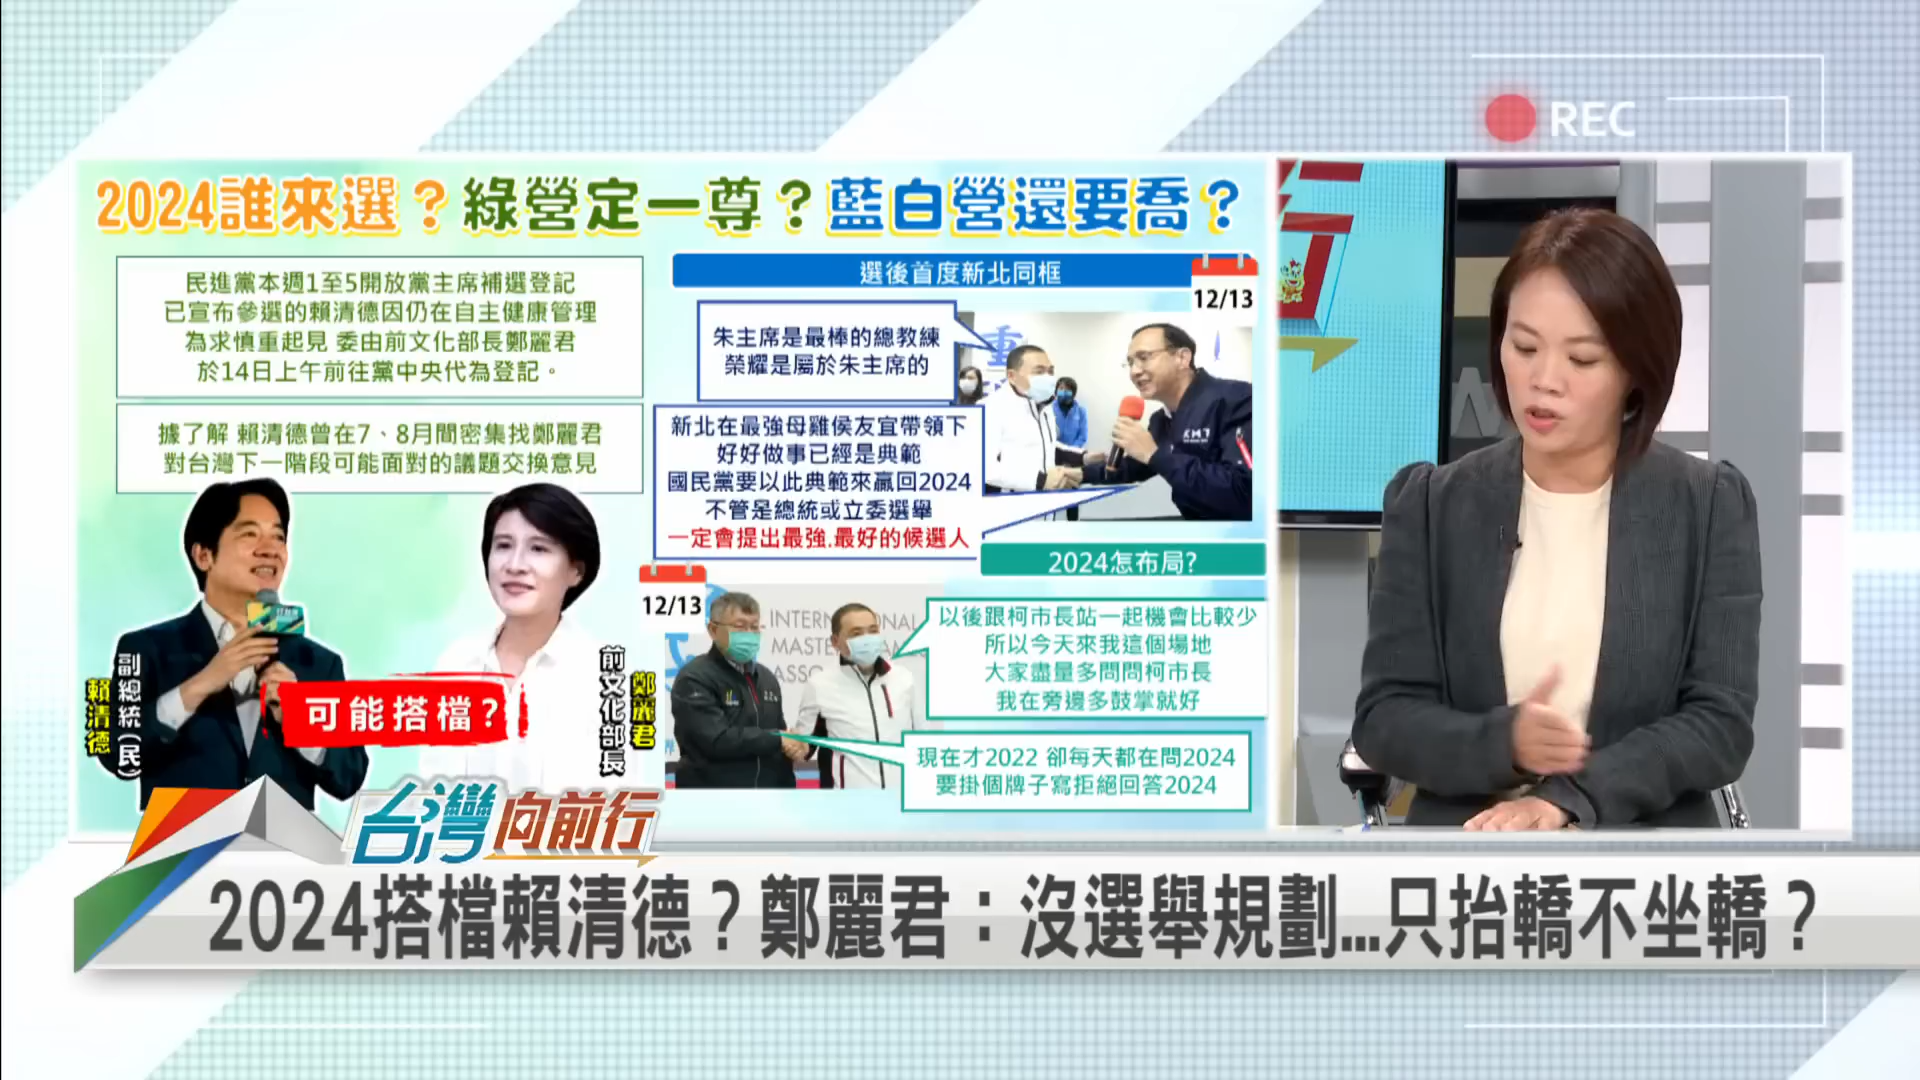 REC
2024誰來選？綠營定一尊？藍白營還要喬？
民進黨本週1至5開放黨主席補選登記
已宣布參選的賴清德因仍在自主健康管理
為求慎重起見 委由前文化部長鄭麗君
於14日上午前往黨中央代為登記。
據了解 賴清德曾在7、8月間密集找鄭麗君
對台灣下一階段可能面對的議題交換意見
副總統(民)
賴清德
可能搭檔?
前文化部長
鄭麗君
選後首度新北同框
12/13
朱主席是最棒的總教練
榮耀是屬於朱主席的
新北在最強母雞侯友宜帶領下
好好做事已經是典範
國民黨要以此典範來贏回2024
不管是總統或立委選舉
一定會提出最強.最好的候選人
KMT
2024怎布局?
12/13
INTERNATIONAL
MASTE
ASSO
以後跟柯市長站一起機會比較少
所以今天來我這個場地
大家盡量多問問柯市長
我在旁邊多鼓掌就好
現在才2022 卻每天都在問2024
要掛個牌子寫拒絕回答2024
台灣向前行
2024搭檔賴清德？鄭麗君：沒選舉規劃...只抬轎不坐轎？